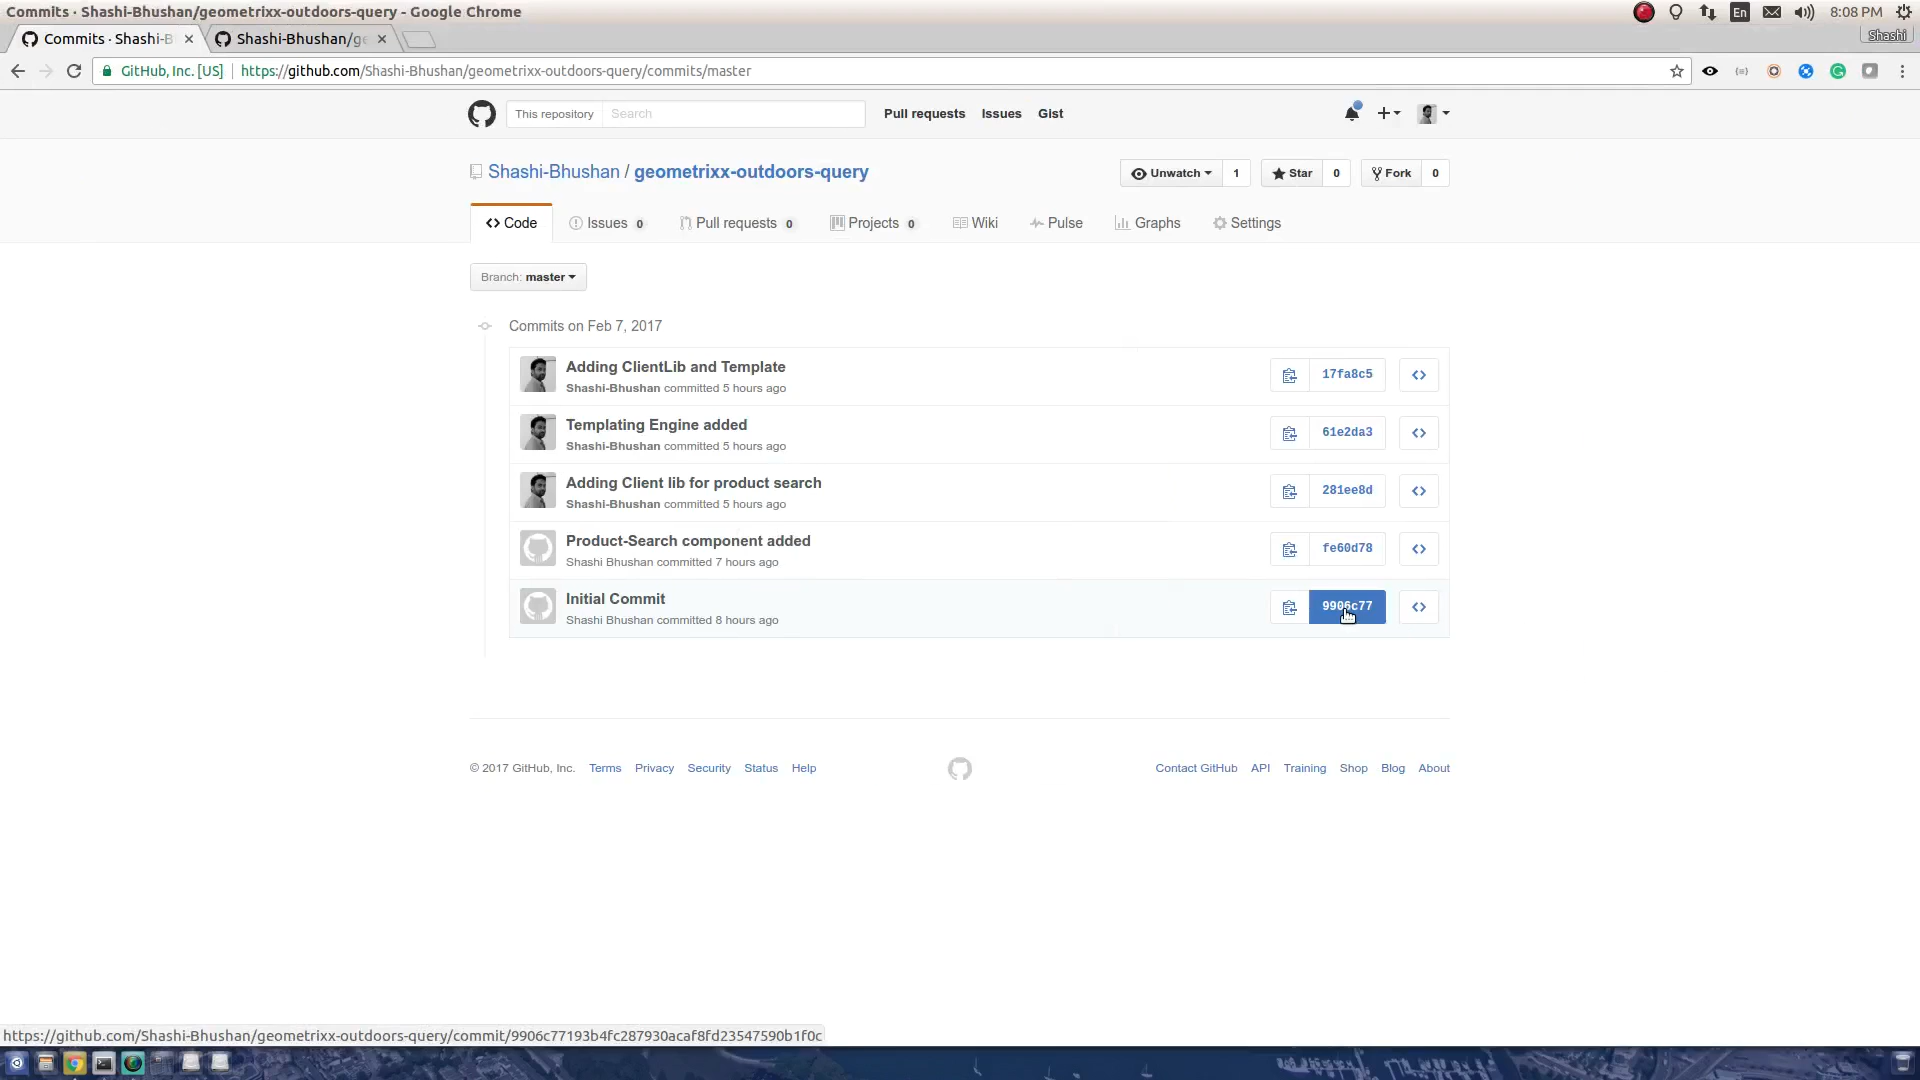 Commits · Shashi-Bhushan/geometrixx-outdoors-query - Google Chrome
En
8:08 PM
Commits · Shashi-B
Shashi-Bhushan/ge
Shashi
GitHub, Inc. [US]
https://github.com/Shashi-Bhushan/geometrixx-outdoors-query/commits/master
This repository
Search
Pull requests
Issues
Gist
Shashi-Bhushan / geometrixx-outdoors-query
Unwatch 1
Star 0
Fork 0
Code
Issues 0
Pull requests 0
Projects 0
Wiki
Pulse
Graphs
Settings
Branch: master
Commits on Feb 7, 2017
Adding ClientLib and Template
Shashi-Bhushan committed 5 hours ago
17fa8c5
Templating Engine added
Shashi-Bhushan committed 5 hours ago
61e2da3
Adding Client lib for product search
Shashi-Bhushan committed 5 hours ago
281ee8d
Product-Search component added
Shashi Bhushan committed 7 hours ago
fe60d78
Initial Commit
Shashi Bhushan committed 8 hours ago
9906c77
© 2017 GitHub, Inc.
Terms
Privacy
Security
Status
Help
Contact GitHub
API
Training
Shop
Blog
About
https://github.com/Shashi-Bhushan/geometrixx-outdoors-query/commit/9906c77193b4fc287930acaf8fd23547590b1f0c